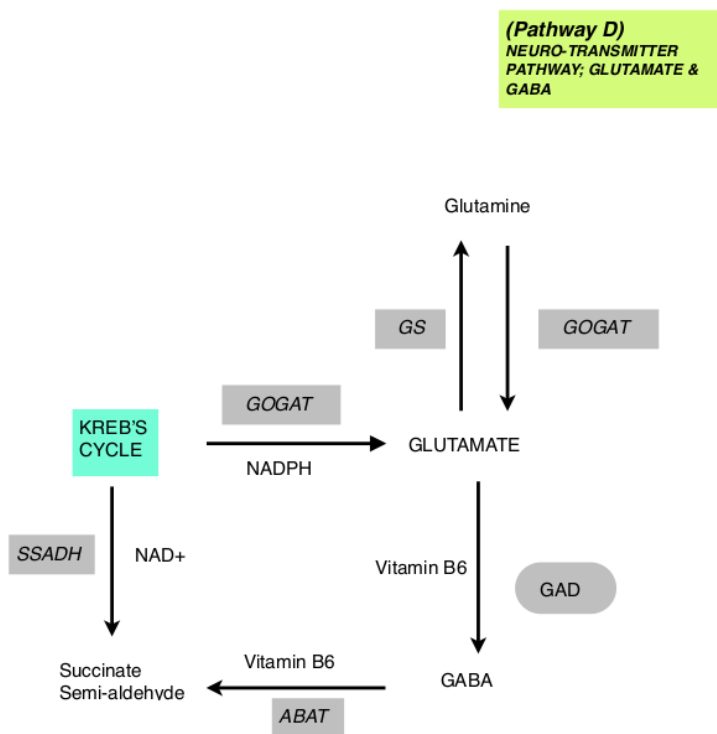 (Pathway D)
NEURO-TRANSMITTER
PATHWAY; GLUTAMATE &
GABA
Glutamine
GS
GOGAT
GOGAT
KREB'S
CYCLE
GLUTAMATE
NADPH
SSADH
NAD+
Vitamin B6
GAD
Succinate
Semi-aldehyde
Vitamin B6
GABA
ABAT